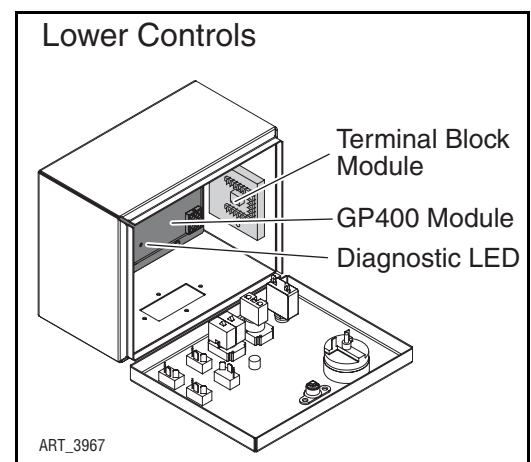 Lower Controls
Terminal Block
Module
GP400 Module
Diagnostic LED
ART_3967